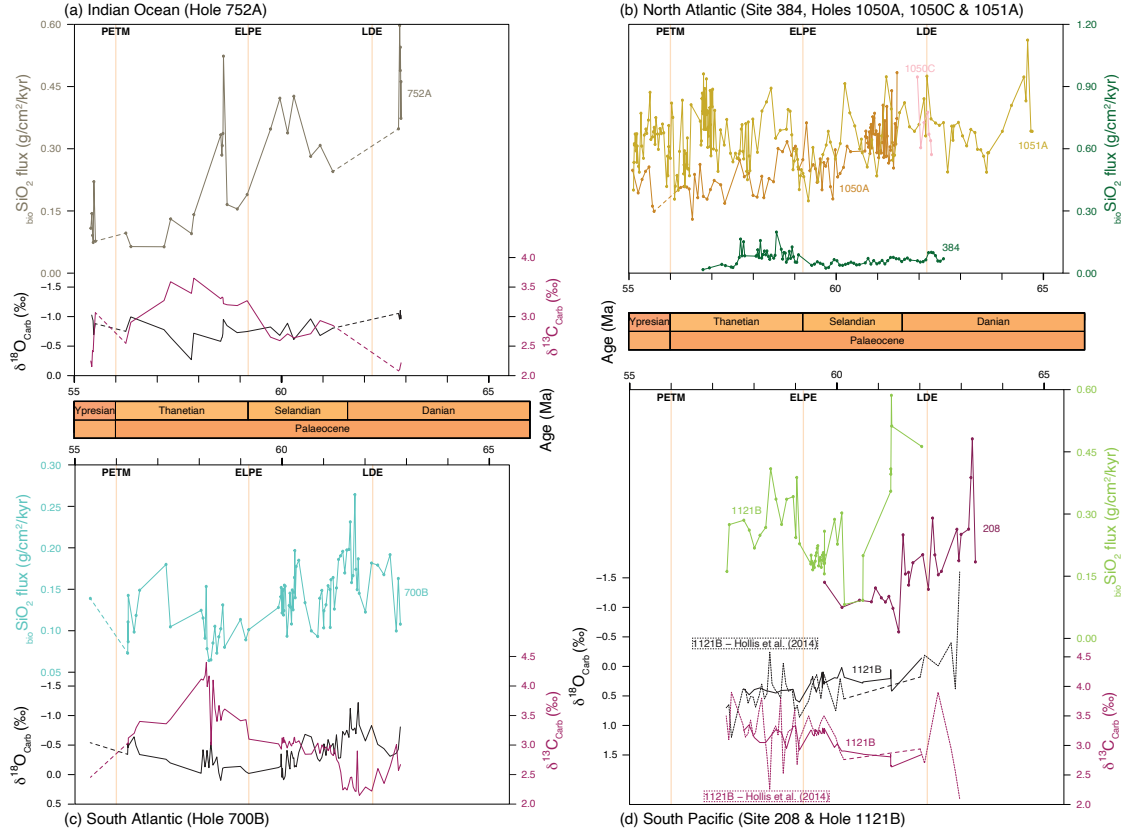 (a) Indian Ocean (Hole 752A)
PETM
ELPE
LDE
0.60
0.45
0.30
0.15
0.00
bioSiO2 flux (g/cm2/kyr)
752A
4.0
3.5
3.0
2.5
2.0
δ13CCarb (‰)
−1.5
−1.0
−0.5
0.0
δ18OCarb (‰)
55
60
65
Ypresian
Thanetian
Selandian
Danian
Palaeocene
Age (Ma)
(b) North Atlantic (Site 384, Holes 1050A, 1050C & 1051A)
PETM
ELPE
LDE
1.20
0.90
0.60
0.30
0.00
bioSiO2 flux (g/cm2/kyr)
1050C
1051A
1050A
384
55
60
65
Age (Ma)
Ypresian
Thanetian
Selandian
Danian
Palaeocene
55
60
65
PETM
ELPE
LDE
0.30
0.25
0.20
0.15
0.10
0.05
bioSiO2 flux (g/cm2/kyr)
700B
4.5
4.0
3.5
3.0
2.5
2.0
δ13CCarb (‰)
−1.5
−1.0
−0.5
0.0
0.5
δ18OCarb (‰)
(c) South Atlantic (Hole 700B)
55
60
65
PETM
ELPE
LDE
0.60
0.45
0.30
0.15
0.00
bioSiO2 flux (g/cm2/kyr)
1121B
208
−1.5
−1.0
−0.5
0.0
0.5
1.0
1.5
δ18OCarb (‰)
1121B − Hollis et al. (2014)
1121B
4.5
4.0
3.5
3.0
2.5
2.0
δ13CCarb (‰)
1121B
1121B − Hollis et al. (2014)
(d) South Pacific (Site 208 & Hole 1121B)